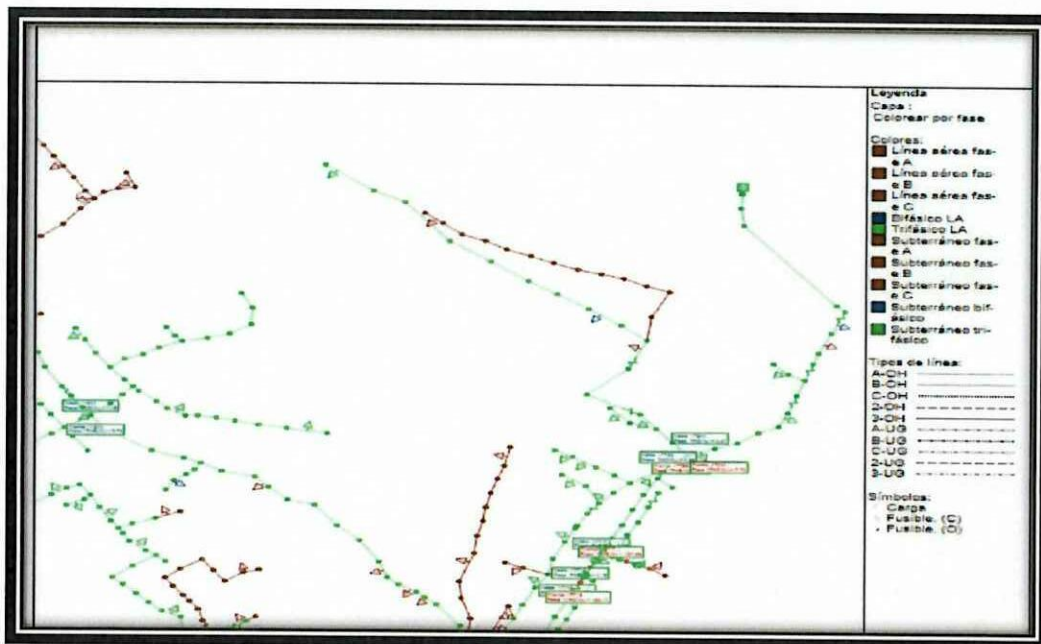 Leyenda
Capa :
Colorear por fase
Colores:
Línea aérea fas-
e A
Línea aérea fas-
e B
Línea aérea fas-
e C
Bifásico LA
Trifásico LA
Subterráneo fas-
e A
Subterráneo fas-
e B
Subterráneo fas-
e C
Subterráneo bif-
ásico
Subterráneo tri-
fásico
Tipos de línea:
A-OH
B-OH
C-OH
2-OH
3-OH
A-UG
B-UG
C-UG
2-UG
3-UG
Símbolos:
Carga
Fusible. (C)
Fusible. (O)